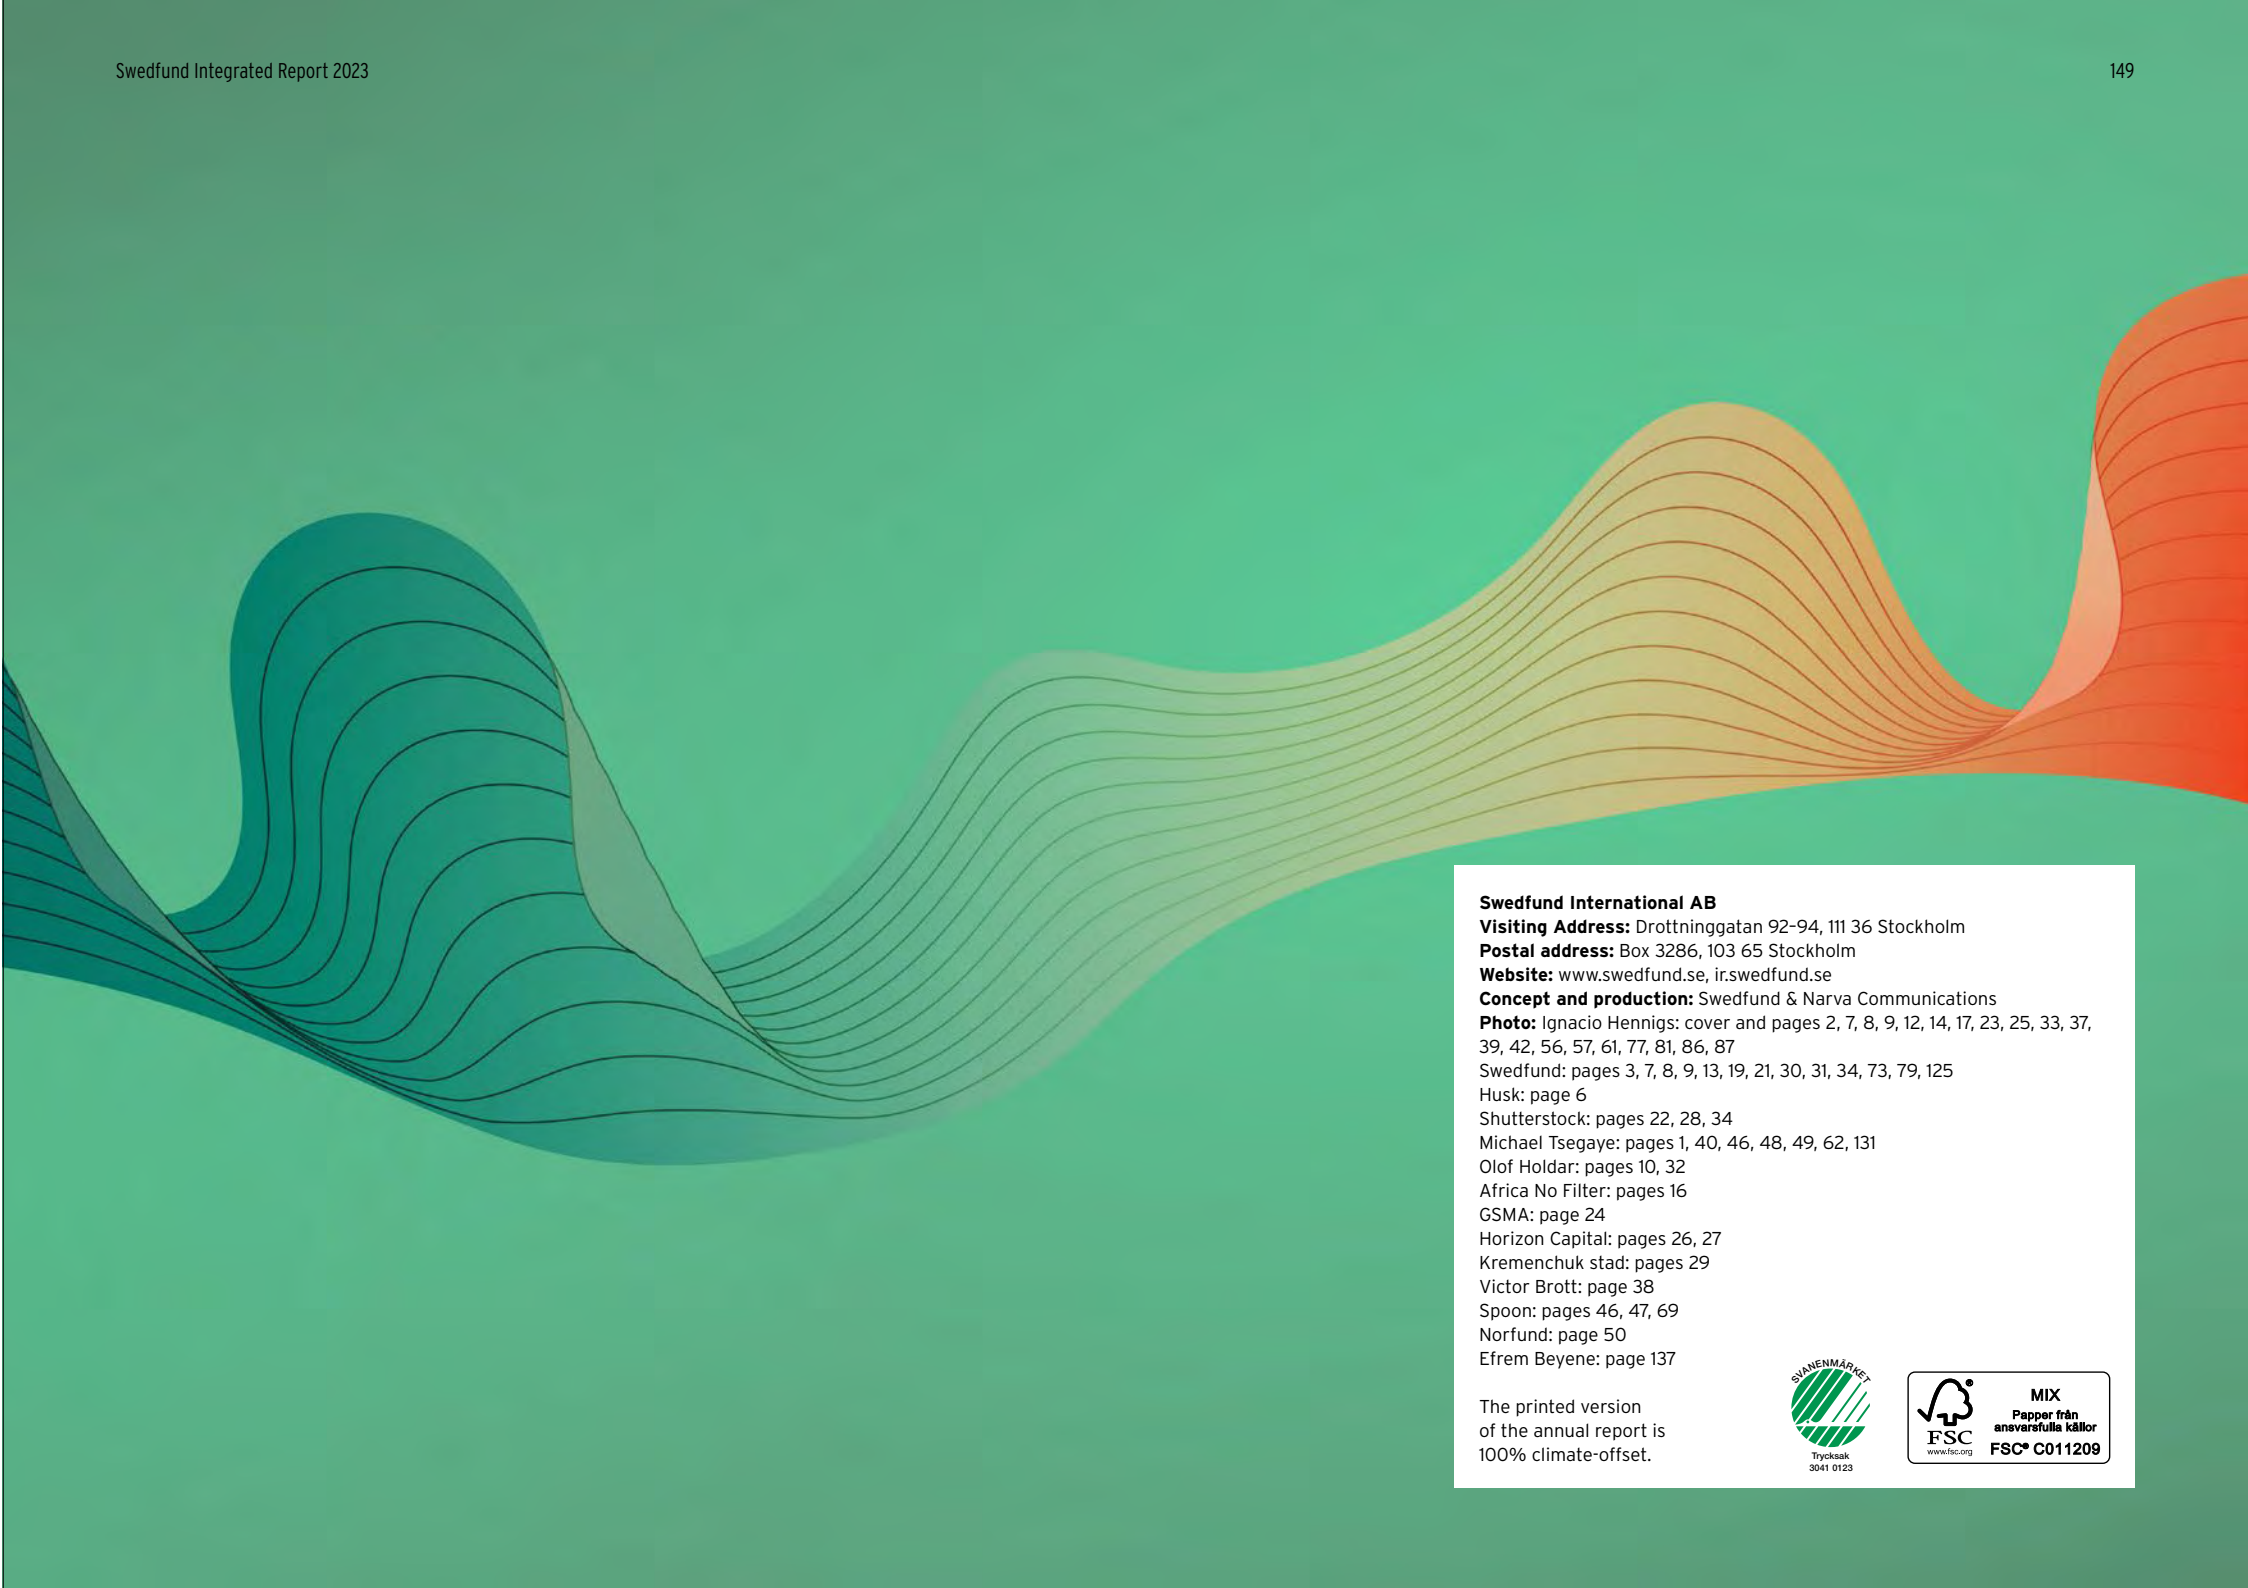 Swedfund Integrated Report 2023
149
Swedfund International AB
Visiting Address: Drottninggatan 92–94, 111 36 Stockholm
Postal address: Box 3286, 103 65 Stockholm
Website: www.swedfund.se, ir.swedfund.se
Concept and production: Swedfund & Narva Communications
Photo: Ignacio Hennigs: cover and pages 2, 7, 8, 9, 12, 14, 17, 23, 25, 33, 37,
39, 42, 56, 57, 61, 77, 81, 86, 87
Swedfund: pages 3, 7, 8, 9, 13, 19, 21, 30, 31, 34, 73, 79, 125
Husk: page 6
Shutterstock: pages 22, 28, 34
Michael Tsegaye: pages 1, 40, 46, 48, 49, 62, 131
Olof Holdar: pages 10, 32
Africa No Filter: pages 16
GSMA: page 24
Horizon Capital: pages 26, 27
Kremenchuk stad: pages 29
Victor Brott: page 38
Spoon: pages 46, 47, 69
Norfund: page 50
Efrem Beyene: page 137
The printed version
of the annual report is
100% climate-offset.
SVANENMÄRKET
Trycksak
3041 0123
FSC
www.fsc.org
MIX
Papper från
ansvarsfulla källor
FSC® C011209